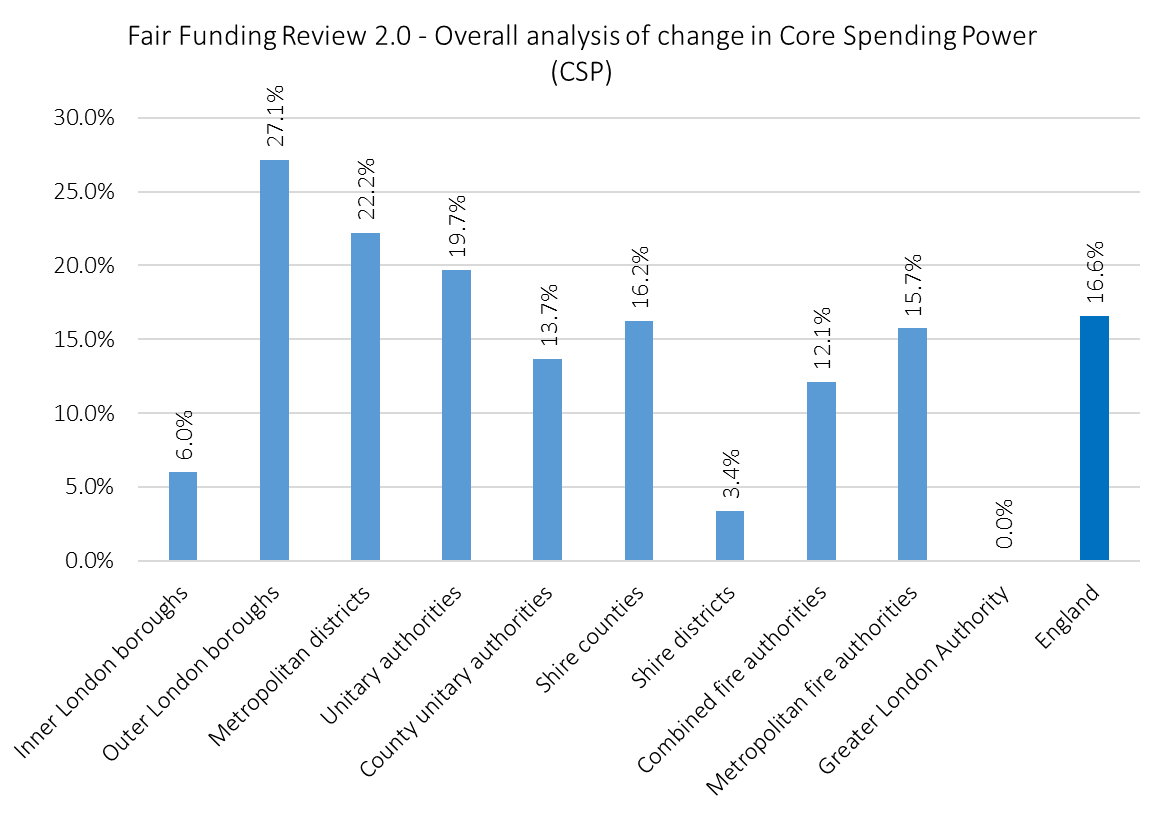 Fair Funding Review 2.0 - Overall analysis of change in Core Spending Power
(CSP)
30.0%
25.0%
20.0%
15.0%
10.0%
5.0%
0.0%
6.0%
27.1%
22.2%
19.7%
13.7%
16.2%
3.4%
12.1%
15.7%
0.0%
16.6%
Inner London boroughs
Outer London boroughs
Metropolitan districts
Unitary authorities
County unitary authorities
Shire counties
Shire districts
Combined fire authorities
Metropolitan fire authorities
Greater London Authority
England